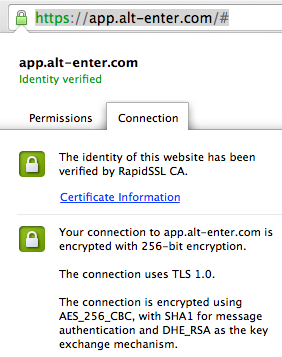 https://app.alt-enter.com/#
app.alt-enter.com
Identity verified
Permissions Connection
The identity of this website has been
verified by RapidSSL CA.
Certificate Information
Your connection to app.alt-enter.com is
encrypted with 256-bit encryption.
The connection uses TLS 1.0.
The connection is encrypted using
AES_256_CBC, with SHA1 for message
authentication and DHE_RSA as the key
exchange mechanism.